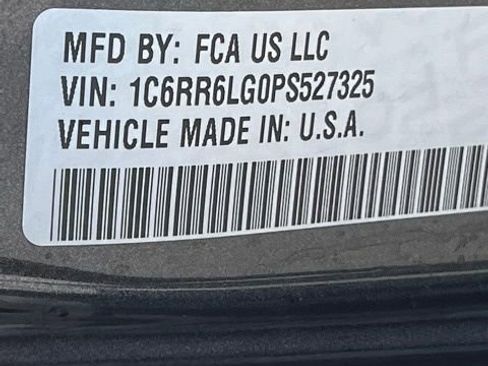 MFD BY: FCA US LLC
VIN: 1C6RR6LG0PS527325
VEHICLE MADE IN: U.S.A.